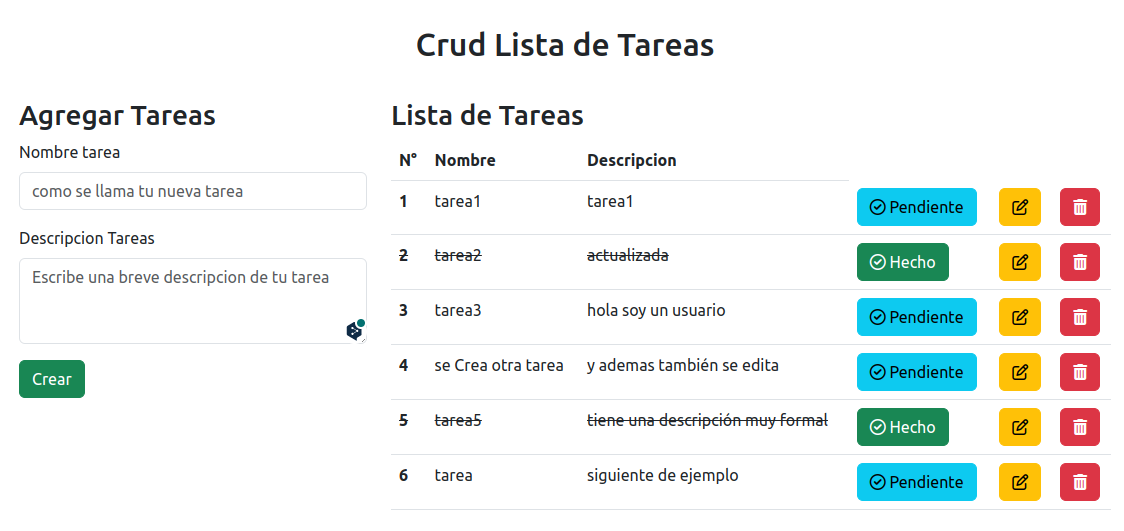 Crud Lista de Tareas
Agregar Tareas
Nombre tarea
como se llama tu nueva tarea
Descripcion Tareas
Escribe una breve descripcion de tu tarea
Crear
Lista de Tareas
N° Nombre Descripcion
1 tarea1 tarea1 Pendiente
2 tarea2 actualizada Hecho
3 tarea3 hola soy un usuario Pendiente
4 se Crea otra tarea y ademas también se edita Pendiente
5 tarea5 tiene una descripción muy formal Hecho
6 tarea siguiente de ejemplo Pendiente